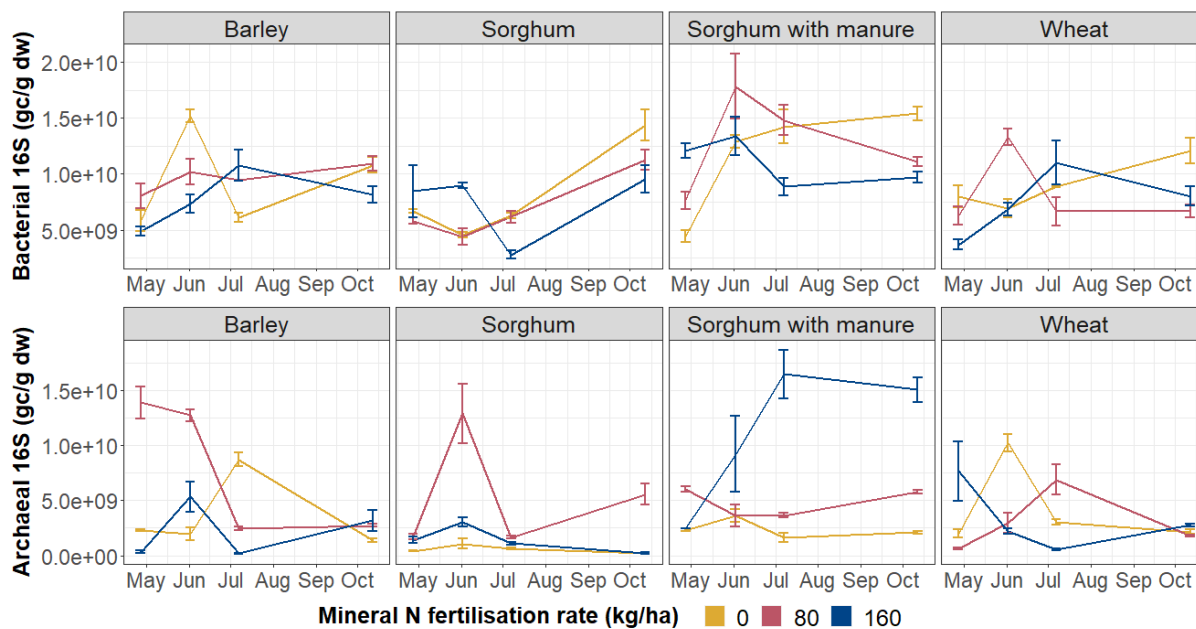 Barley Sorghum Sorghum with manure Wheat
Bacterial 16S (gc/g dw)
2.0e+10
1.5e+10
1.0e+10
5.0e+09
May Jun Jul Aug Sep Oct May Jun Jul Aug Sep Oct May Jun Jul Aug Sep Oct May Jun Jul Aug Sep Oct
Barley Sorghum Sorghum with manure Wheat
Archaeal 16S (gc/g dw)
1.5e+10
1.0e+10
5.0e+09
0.0e+00
May Jun Jul Aug Sep Oct May Jun Jul Aug Sep Oct May Jun Jul Aug Sep Oct May Jun Jul Aug Sep Oct
Mineral N fertilisation rate (kg/ha) 0 80 160